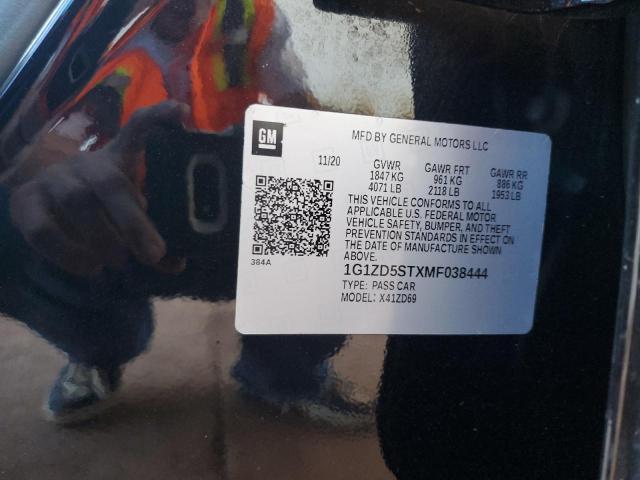 GM
MFD BY GENERAL MOTORS LLC
11/20 GVWR GAWR FRT GAWR RR
1847 KG 961 KG 886 KG
4071 LB 2118 LB 1953 LB
THIS VEHICLE CONFORMS TO ALL
APPLICABLE U.S. FEDERAL MOTOR
VEHICLE SAFETY, BUMPER, AND THEFT
PREVENTION STANDARDS IN EFFECT ON
THE DATE OF MANUFACTURE SHOWN
ABOVE.
384A
1G1ZD5STXMF038444
TYPE: PASS CAR
MODEL: X41ZD69